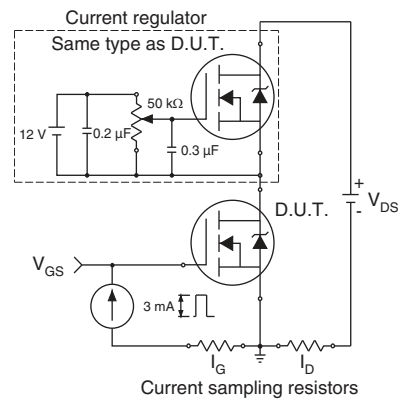 Current regulator
Same type as D.U.T.
50 kΩ
12 V
0.2 µF
0.3 µF
+
V_DS
-
D.U.T.
V_GS
3 mA
I_G
I_D
Current sampling resistors